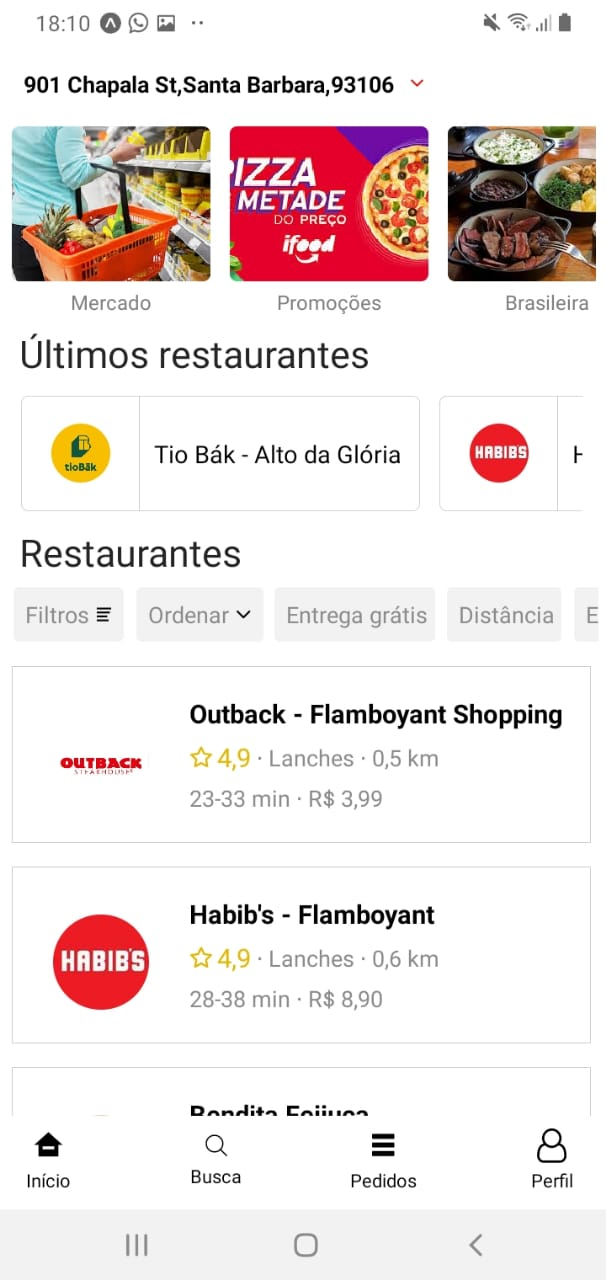 18:10
901 Chapala St,Santa Barbara,93106
PIZZA
METADE
DO PREÇO
ifood
Mercado
Promoções
Brasileira
Últimos restaurantes
tioBák
Tio Bák - Alto da Glória
HABIB'S
H
Restaurantes
Filtros
Ordenar
Entrega grátis
Distância
E
OUTBACK
STEAKHOUSE
Outback - Flamboyant Shopping
4,9 · Lanches · 0,5 km
23-33 min · R$ 3,99
HABIB'S
Habib's - Flamboyant
4,9 · Lanches · 0,6 km
28-38 min · R$ 8,90
Bendita Feijuca
Início
Busca
Pedidos
Perfil